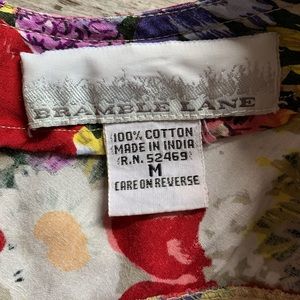 BRAMBLE LANE
100% COTTON
MADE IN INDIA
R.N. 52469
M
CARE ON REVERSE